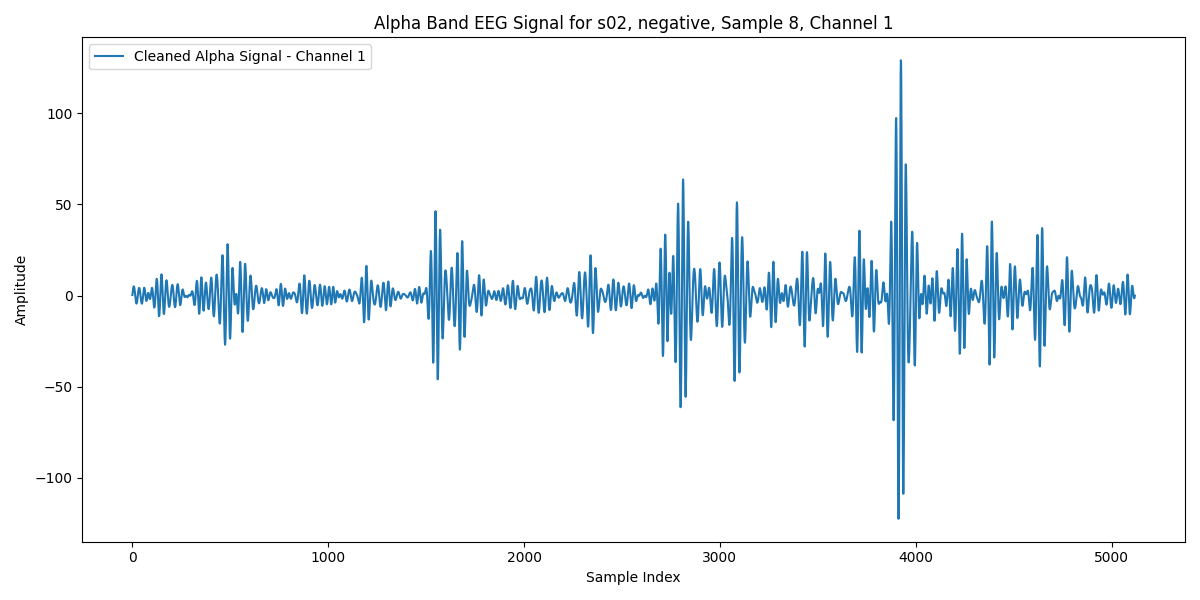 Alpha Band EEG Signal for s02, negative, Sample 8, Channel 1
Cleaned Alpha Signal - Channel 1
Amplitude
100
50
0
−50
−100
0 1000 2000 3000 4000 5000
Sample Index